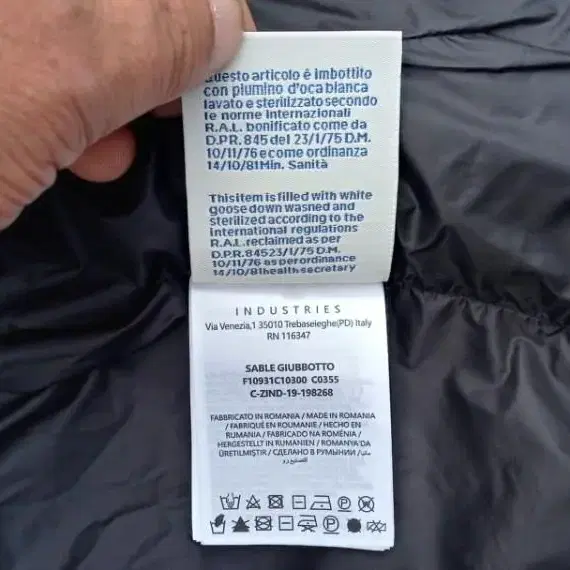 Questo articolo è imbottito
con piumino d'oca bianca
lavato e sterilizzato secondo
le norme internazionali
R.A.L. bonificato come da
D.P.R. 845 del 23/1/75 D.M.
10/11/76 e come ordinanza
14/10/81 Min. Sanità
This item is filled with white
goose down wasned and
sterilized according to the
international regulations
R.A.L. reclaimed as per
D.P.R. 84523/1/75 D.M.
10/11/76 as per ordinance
14/10/81 health secretary
INDUSTRIES
Via Venezia,1 35010 Trebaseieghe(PD) Italy
RN 116347
SABLE GIUBBOTTO
F10931C10300 C0355
C-ZIND-19-198268
FABBRICATO IN ROMANIA / MADE IN ROMANIA
/ FABRIQUÉ EN ROUMANIE / HECHO EN
RUMANIA / FABRICADO NA ROMÉNIA /
HERGESTELLT IN RUMÄNIEN / ROMANYA'DA
ÜRETILMIŞTIR / СДЕЛАНО В РУМЫНИИ /